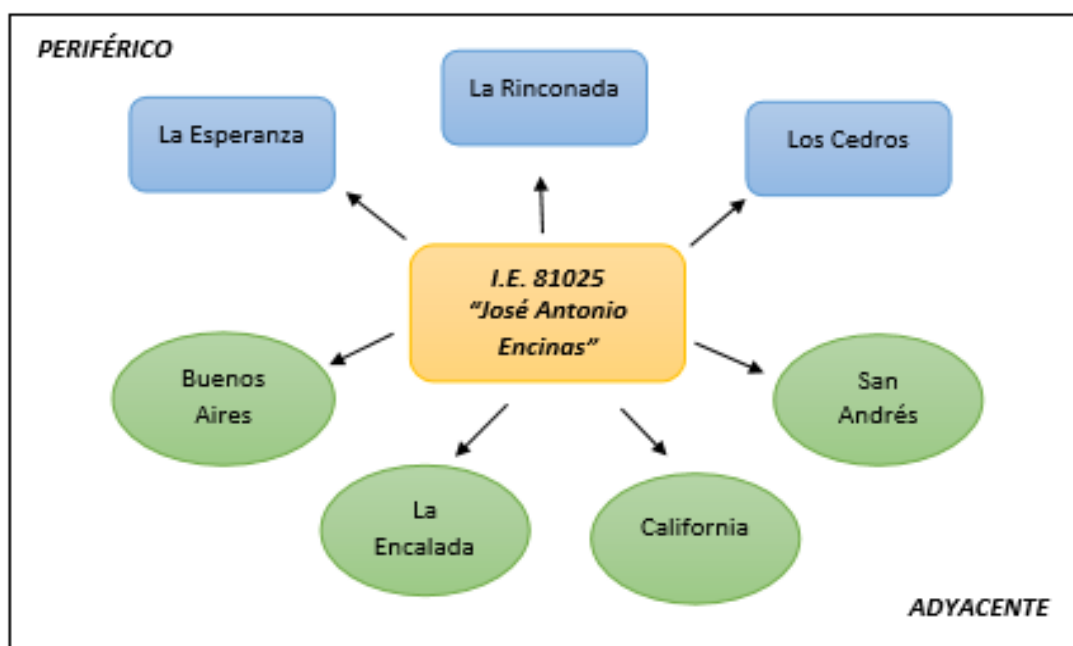 PERIFÉRICO
La Rinconada
La Esperanza
Los Cedros
I.E. 81025
“José Antonio
Encinas”
Buenos
Aires
San
Andrés
La
Encalada
California
ADYACENTE